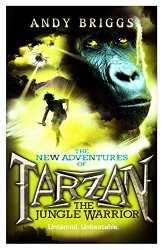 ANDY BRIGGS
THE
NEW ADVENTURES OF
TARZAN
THE
JUNGLE WARRIOR
Untamed. Unbeatable.